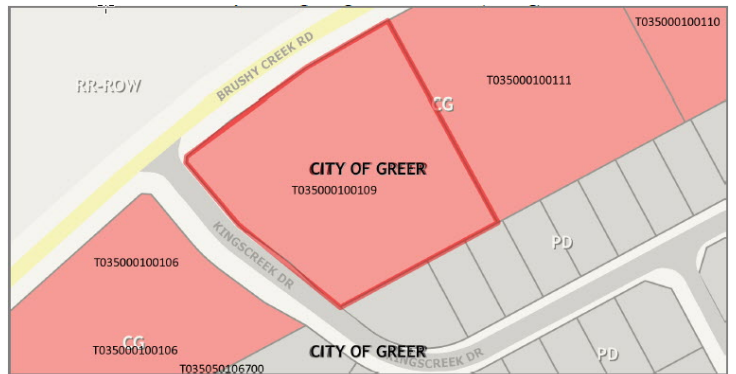 T035000100110
BRUSHY CREEK RD
RR-ROW
T035000100111
CG
CITY OF GREER
T035000100109
KINGSCREEK DR
PD
T035000100106
CG
T035000100106
CITY OF GREER
KINGSCREEK DR
PD
T035050106700